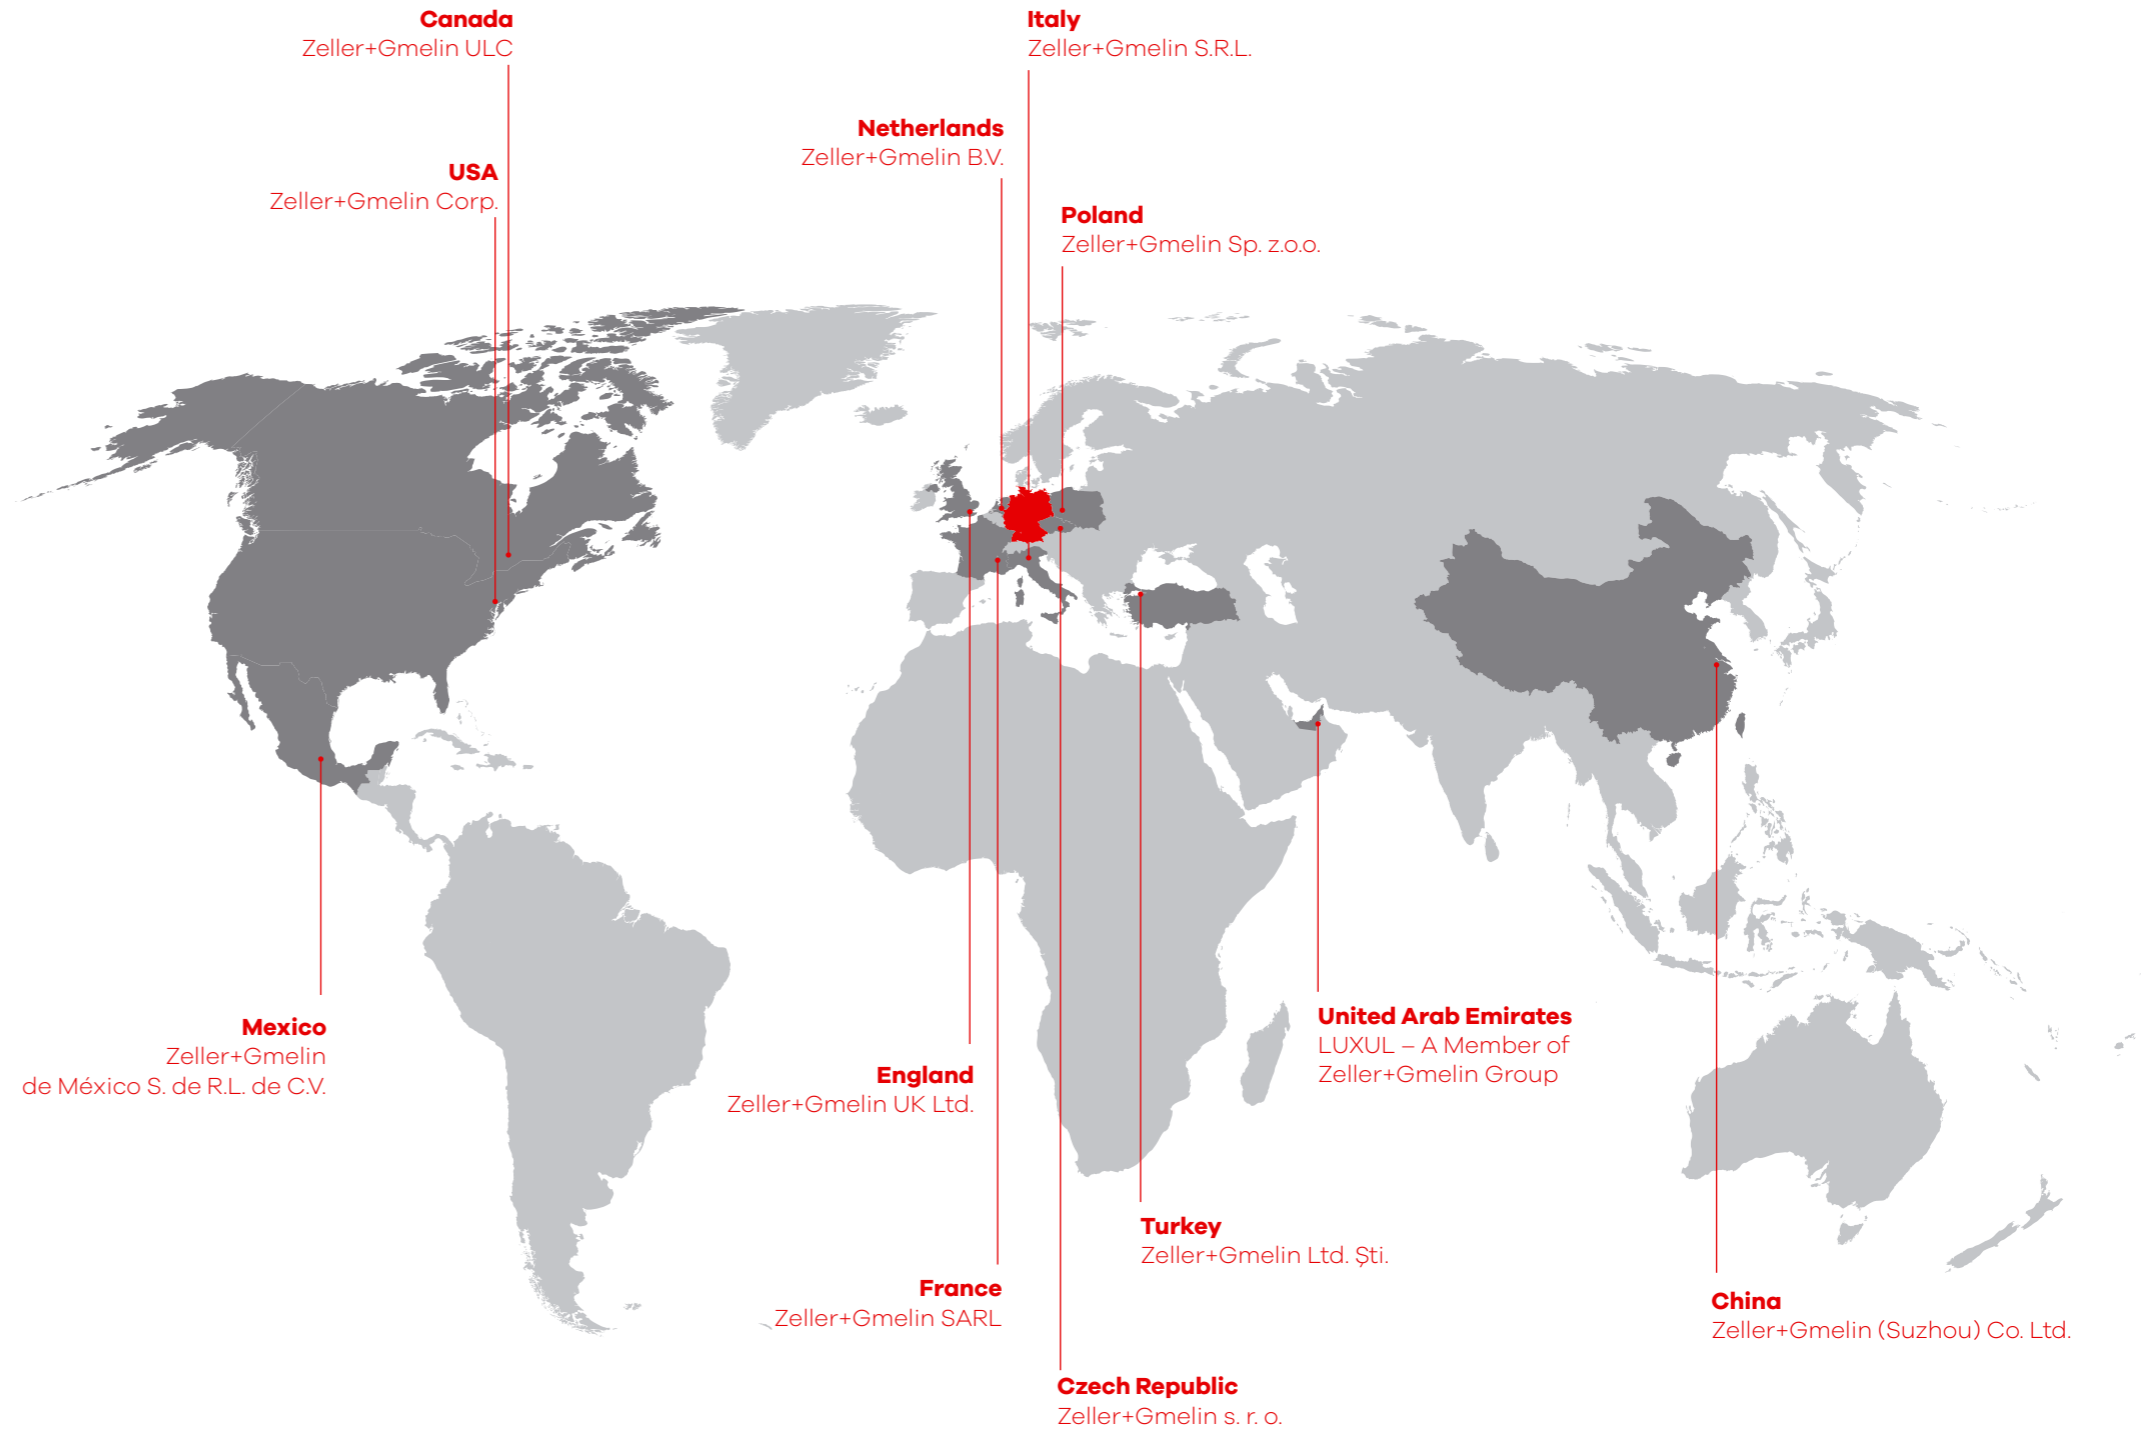 Canada
Zeller+Gmelin ULC
Italy
Zeller+Gmelin S.R.L.
Netherlands
Zeller+Gmelin B.V.
USA
Zeller+Gmelin Corp.
Poland
Zeller+Gmelin Sp. z.o.o.
Mexico
Zeller+Gmelin
de México S. de R.L. de C.V.
England
Zeller+Gmelin UK Ltd.
United Arab Emirates
LUXUL – A Member of
Zeller+Gmelin Group
Turkey
Zeller+Gmelin Ltd. Şti.
France
Zeller+Gmelin SARL
China
Zeller+Gmelin (Suzhou) Co. Ltd.
Czech Republic
Zeller+Gmelin s. r. o.